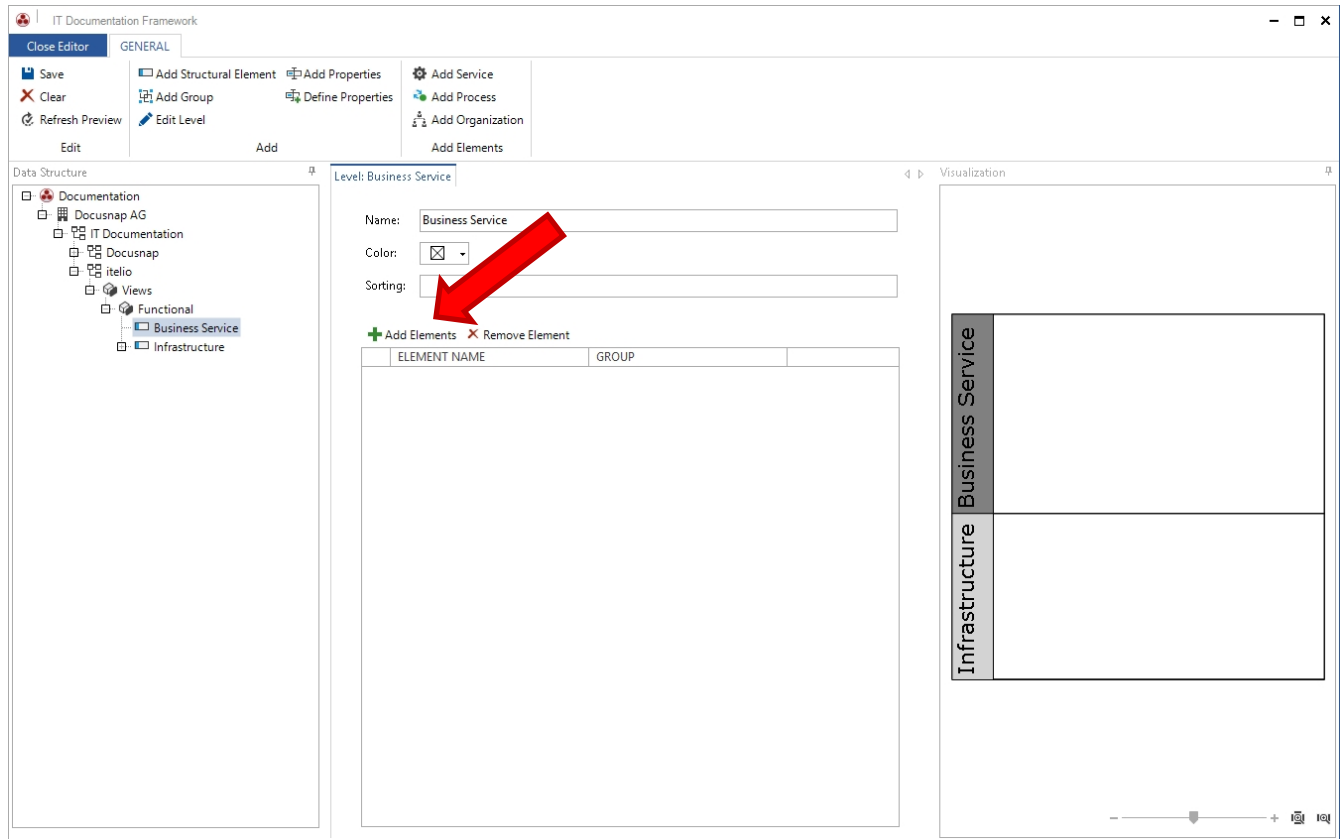 IT Documentation Framework
Close Editor GENERAL
Save Add Structural Element Add Properties Add Service
Clear Add Group Define Properties Add Process
Refresh Preview Edit Level Add Organization
Edit Add Add Elements
Data Structure
Documentation
Docusnap AG
IT Documentation
Docusnap
itelio
Views
Functional
Business Service
Infrastructure
Level: Business Service
Name: Business Service
Color:
Sorting:
Add Elements Remove Element
ELEMENT NAME GROUP
Visualization
Business Service
Infrastructure